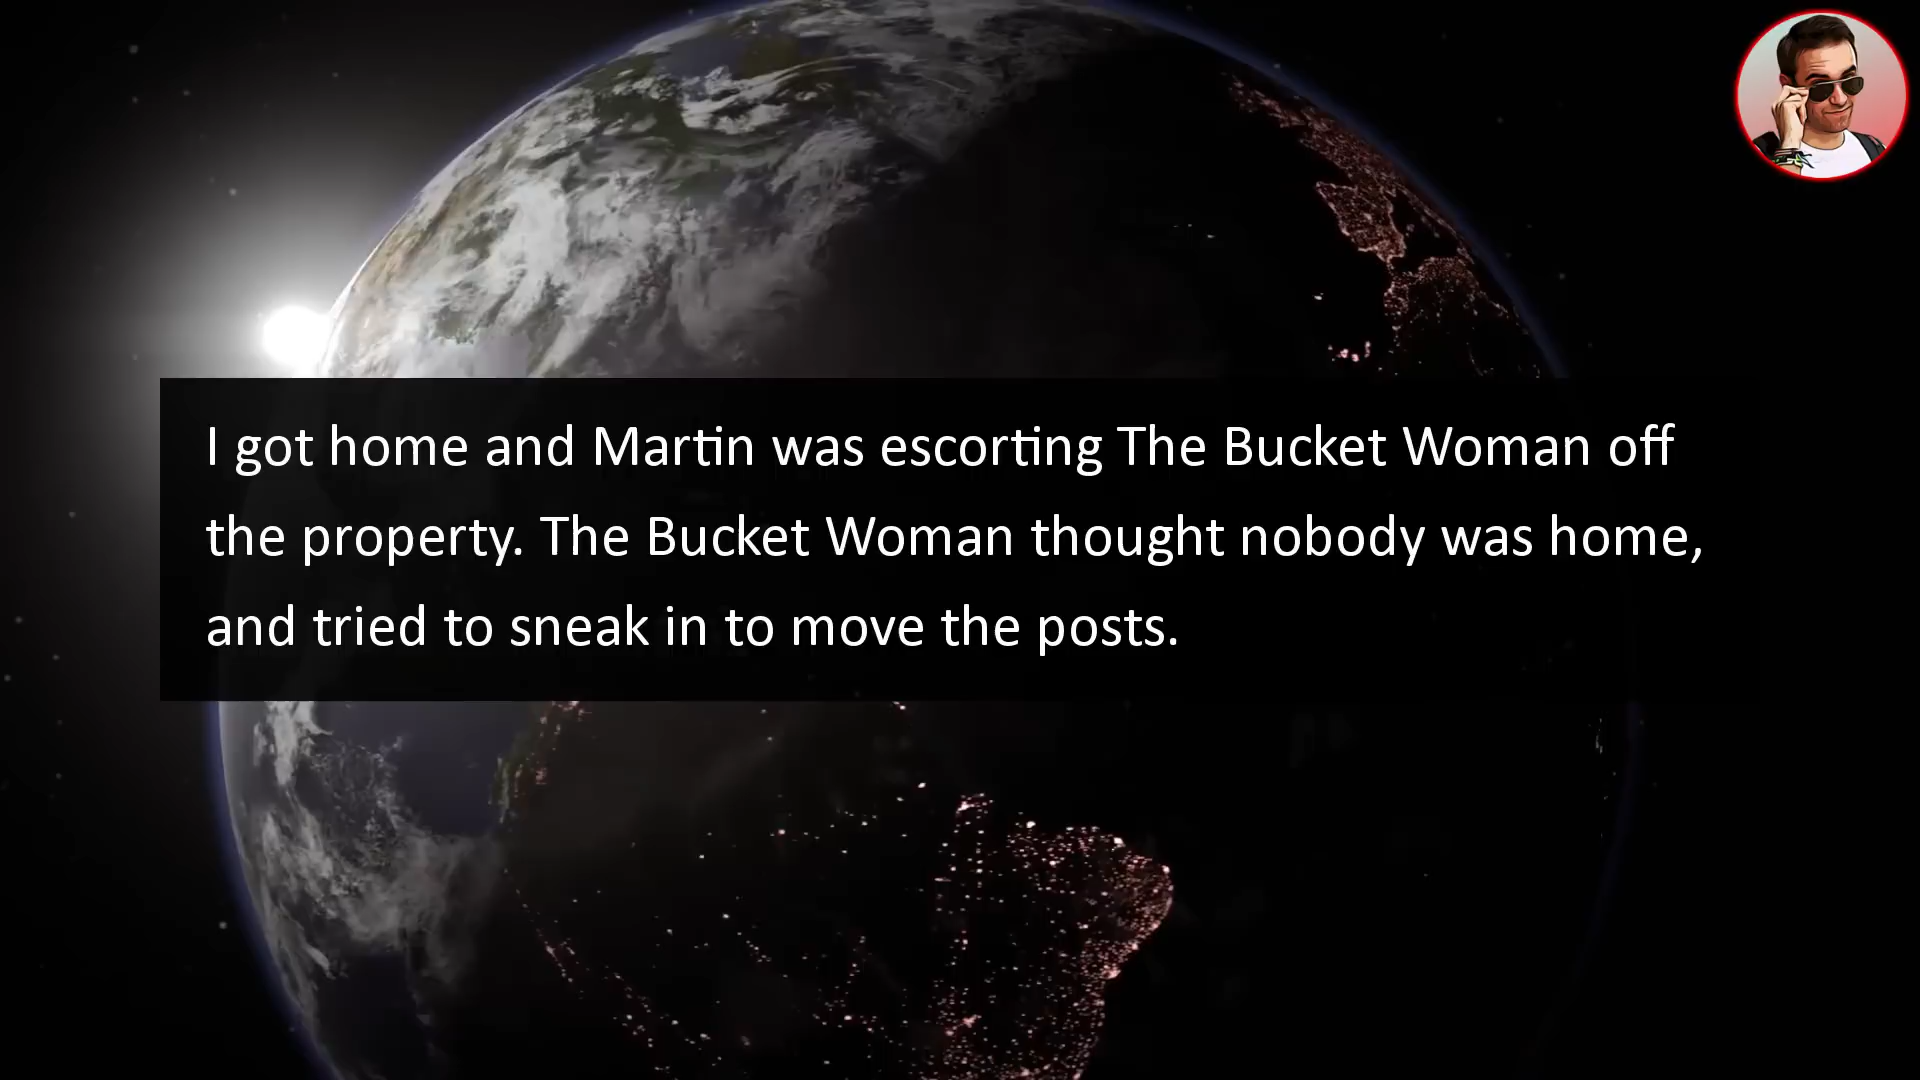 I got home and Martin was escorting The Bucket Woman off
the property. The Bucket Woman thought nobody was home,
and tried to sneak in to move the posts.